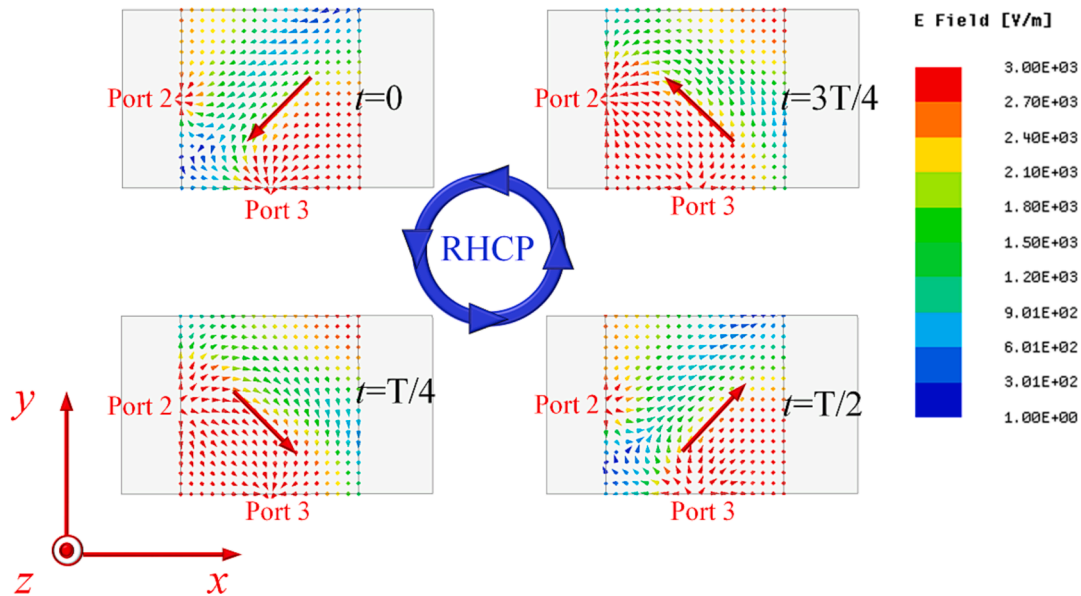 E Field [V/m]
Port 2
t=0
Port 3
Port 2
t=3T/4
Port 3
3.00E+03
2.70E+03
2.40E+03
2.10E+03
1.80E+03
1.50E+03
1.20E+03
9.01E+02
6.01E+02
3.01E+02
1.00E+00
RHCP
Port 2
t=T/4
Port 3
Port 2
t=T/2
Port 3
y
z
x